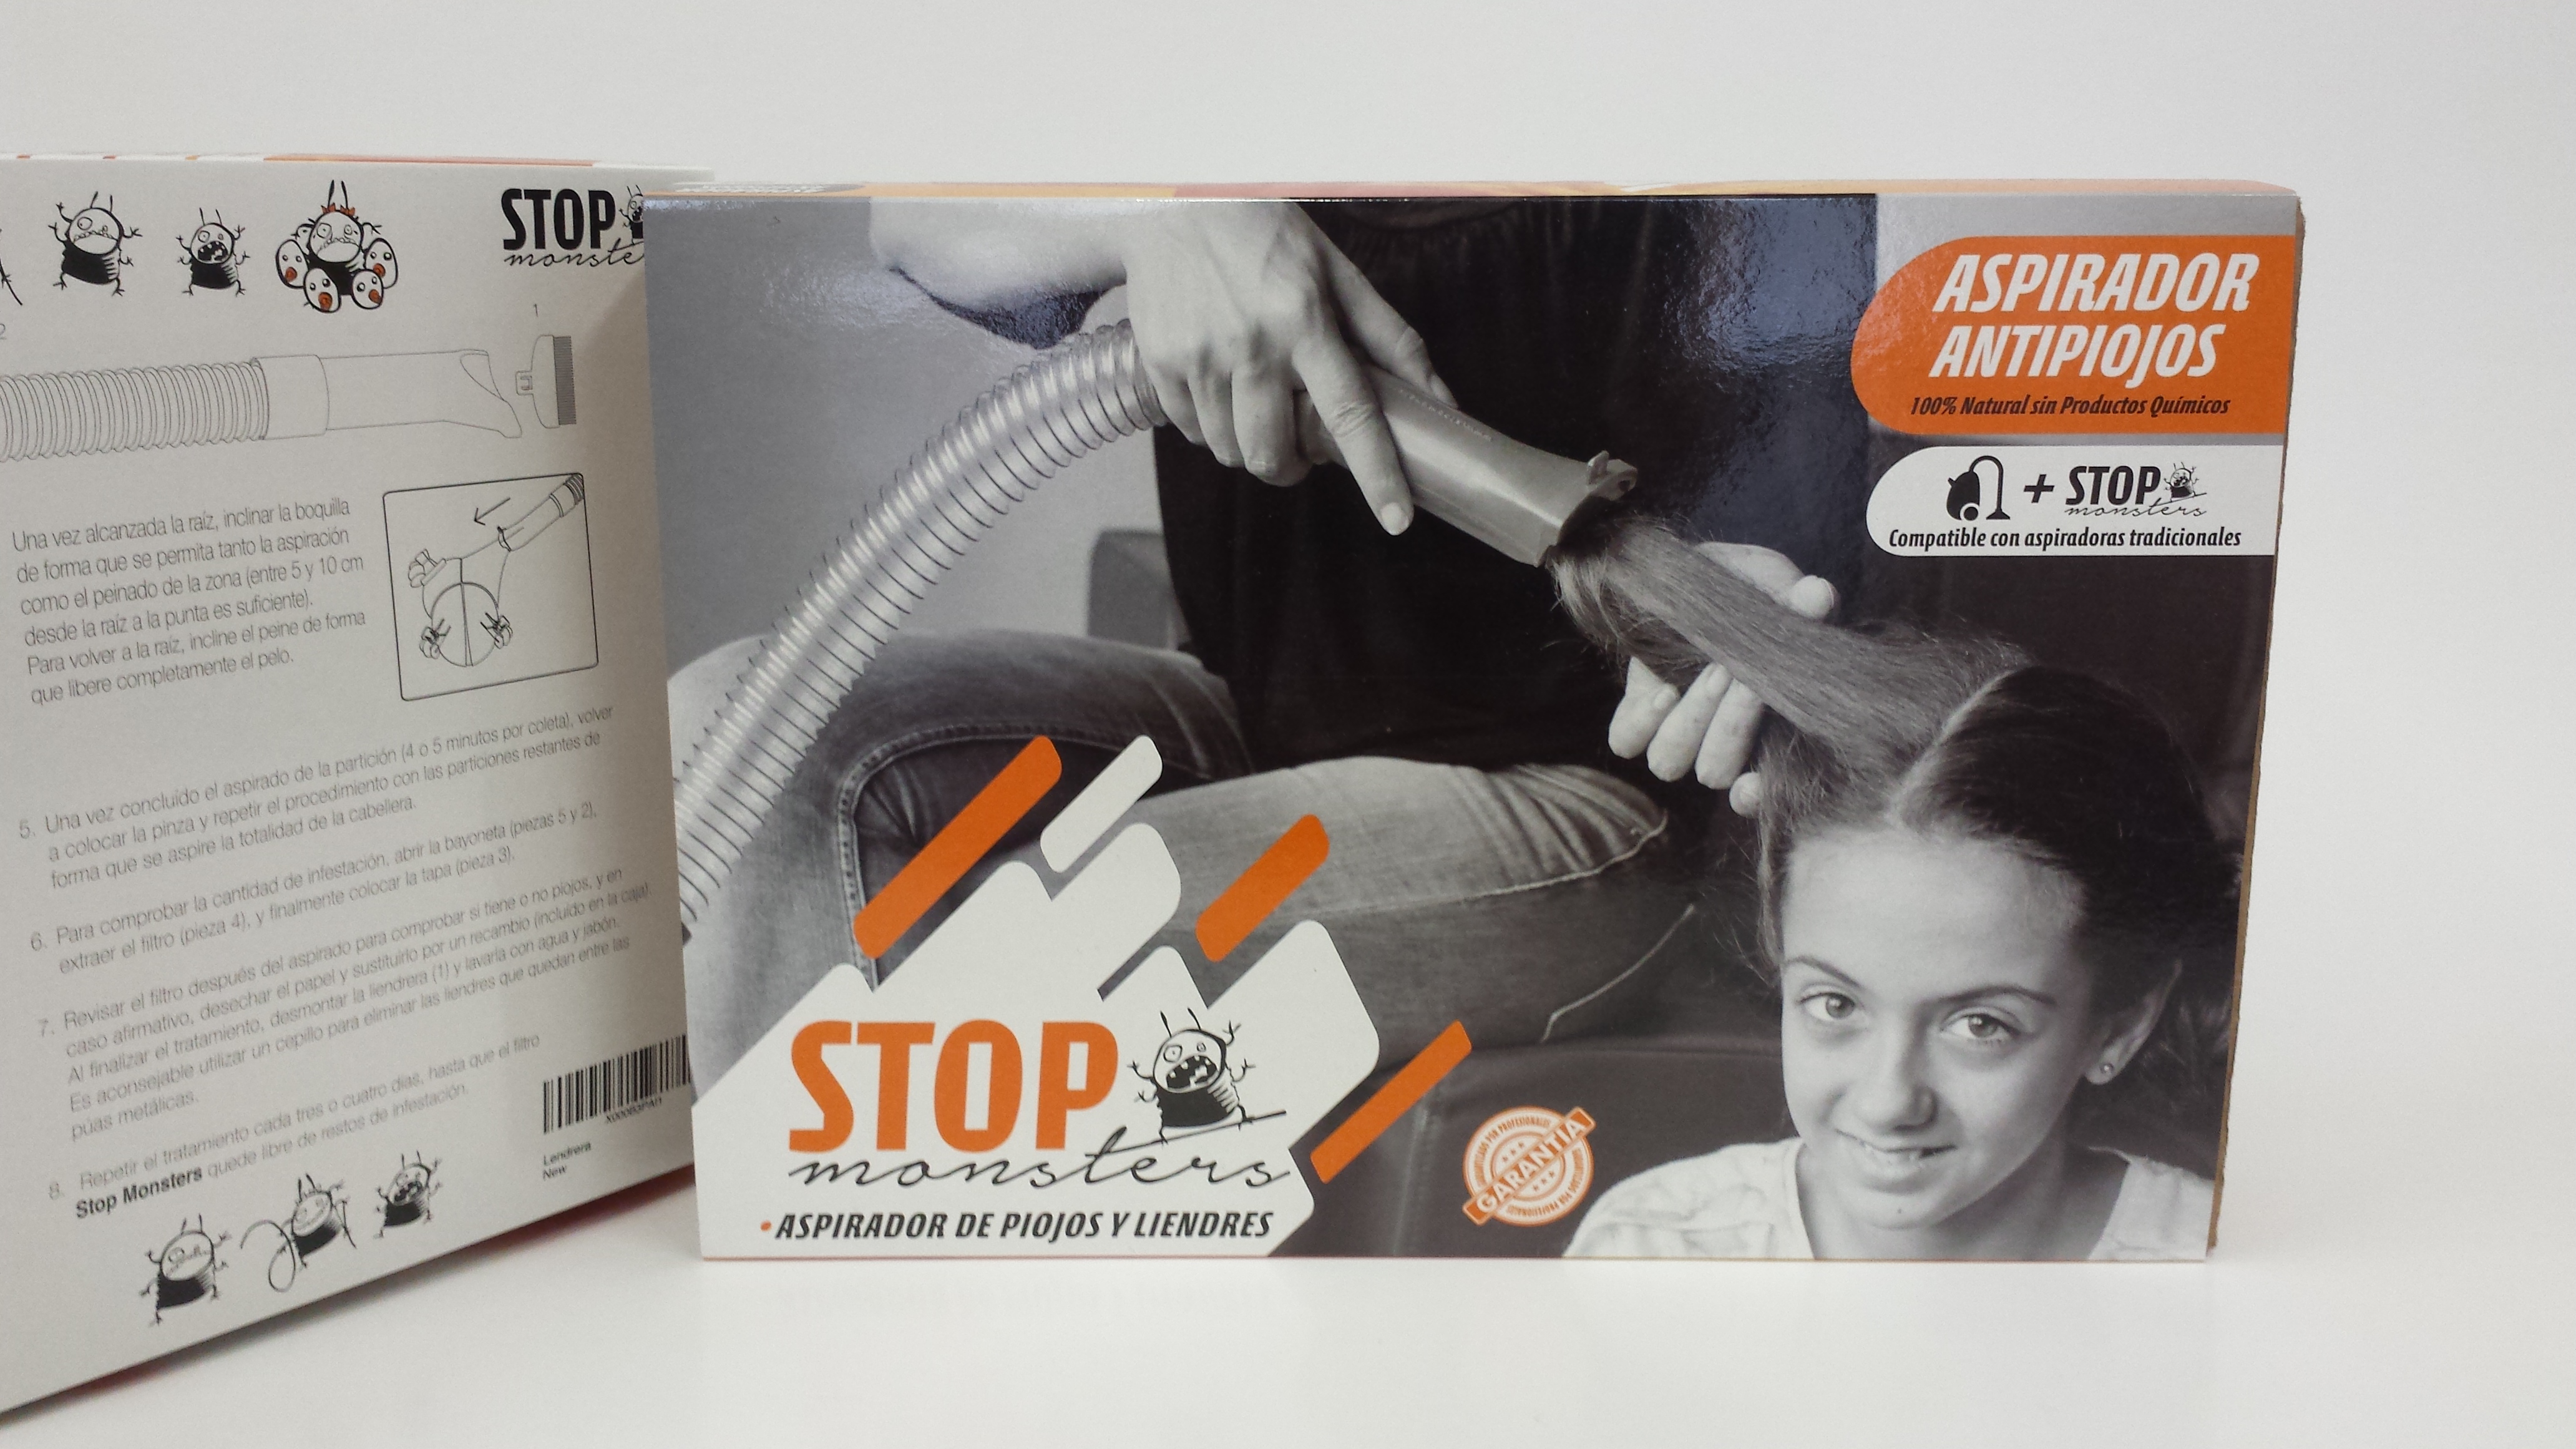 STOP
monste
2
1
Una vez alcanzada la raíz, inclinar la boquilla
de forma que se permita tanto la aspiración
como el peinado de la zona (entre 5 y 10 cm
desde la raíz a la punta es suficiente).
Para volver a la raíz, incline el peine de forma
que libere completamente el pelo.
5. Una vez concluido el aspirado de la partición (4 o 5 minutos por coleta), volver
a colocar la pinza y repetir el procedimiento con las particiones restantes de
forma que se aspire la totalidad de la cabellera.
6. Para comprobar la cantidad de infestación, abrir la bayoneta (piezas 5 y 2),
extraer el filtro (pieza 4), y finalmente colocar la tapa (pieza 3).
7. Revisar el filtro después del aspirado para comprobar si tiene o no piojos, y en
caso afirmativo, desechar el papel y sustituirlo por un recambio (incluido en la caja).
Al finalizar el tratamiento, desmontar la liendrera (1) y lavarla con agua y jabón.
Es aconsejable utilizar un cepillo para eliminar las liendres que quedan entre las
púas metálicas.
8. Repetir el tratamiento cada tres o cuatro días, hasta que el filtro
Stop Monsters quede libre de restos de infestación.
Lendrera
New
ASPIRADOR
ANTIPIOJOS
100% Natural sin Productos Químicos
+ STOP
monsters
Compatible con aspiradoras tradicionales
STOP
monsters
• ASPIRADOR DE PIOJOS Y LIENDRES
GARANTIA